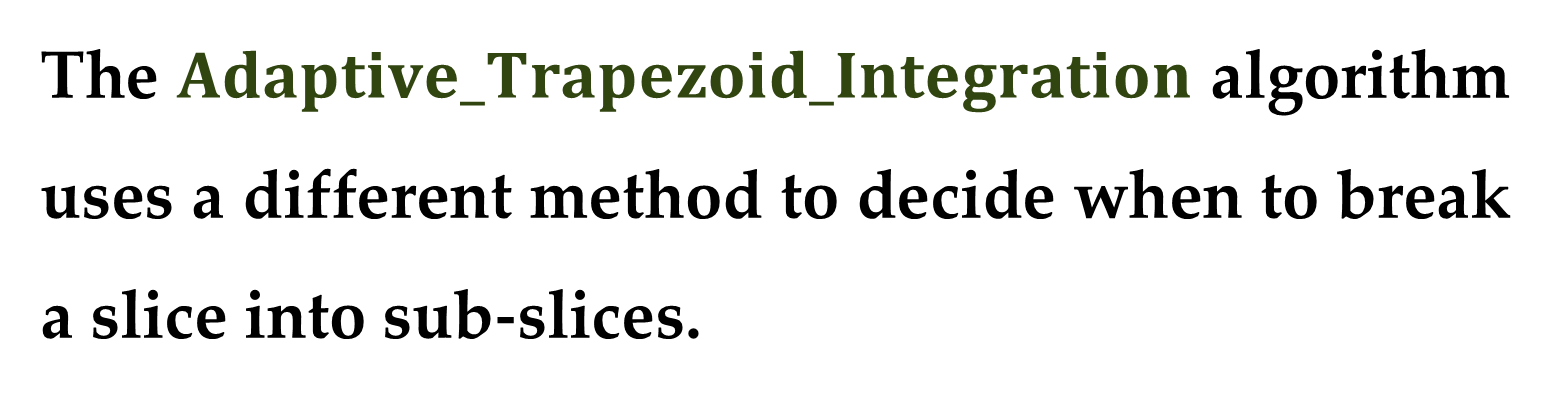 The Adaptive_Trapezoid_Integration algorithm
uses a different method to decide when to break
a slice into sub-slices.